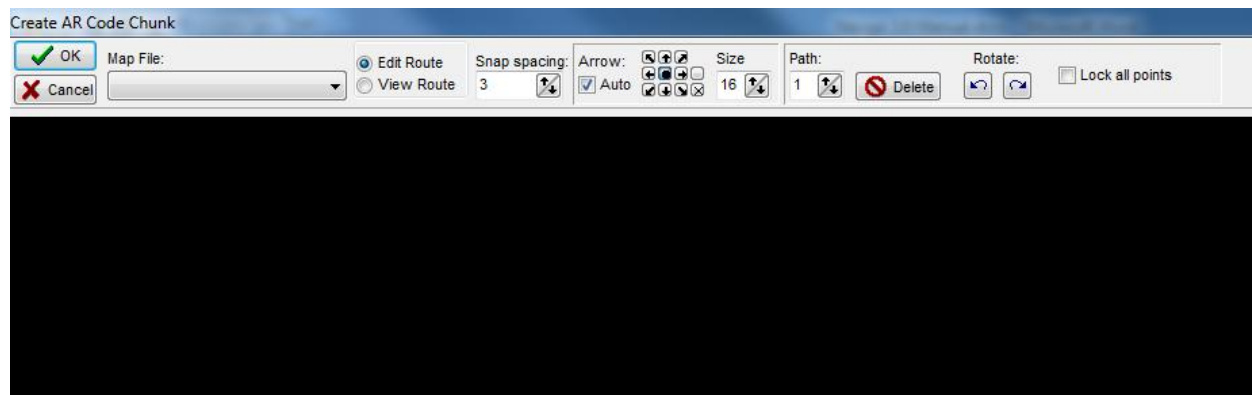 Create AR Code Chunk
OK
Cancel
Map File:
Edit Route
View Route
Snap spacing:
3
Arrow:
Auto
Size
16
Path:
1
Delete
Rotate:
Lock all points